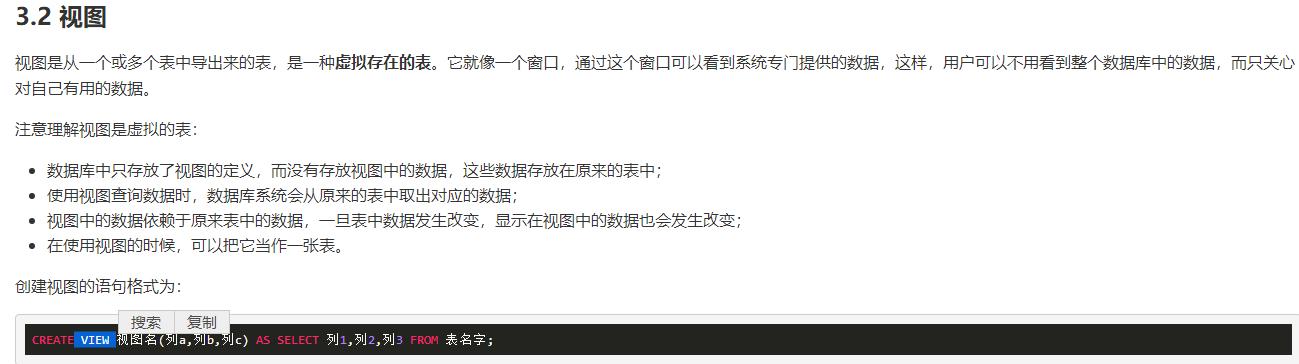 3.2 视图
视图是从一个或多个表中导出来的表，是一种虚拟存在的表。它就像一个窗口，通过这个窗口可以看到系统专门提供的数据，这样，用户可以不用看到整个数据库中的数据，而只关心
对自己有用的数据。
注意理解视图是虚拟的表：
数据库中只存放了视图的定义，而没有存放视图中的数据，这些数据存放在原来的表中；
使用视图查询数据时，数据库系统会从原来的表中取出对应的数据；
视图中的数据依赖于原来表中的数据，一旦表中数据发生改变，显示在视图中的数据也会发生改变；
在使用视图的时候，可以把它当作一张表。
创建视图的语句格式为：
搜索 复制
CREATE VIEW 视图名(列a,列b,列c) AS SELECT 列1,列2,列3 FROM 表名字;